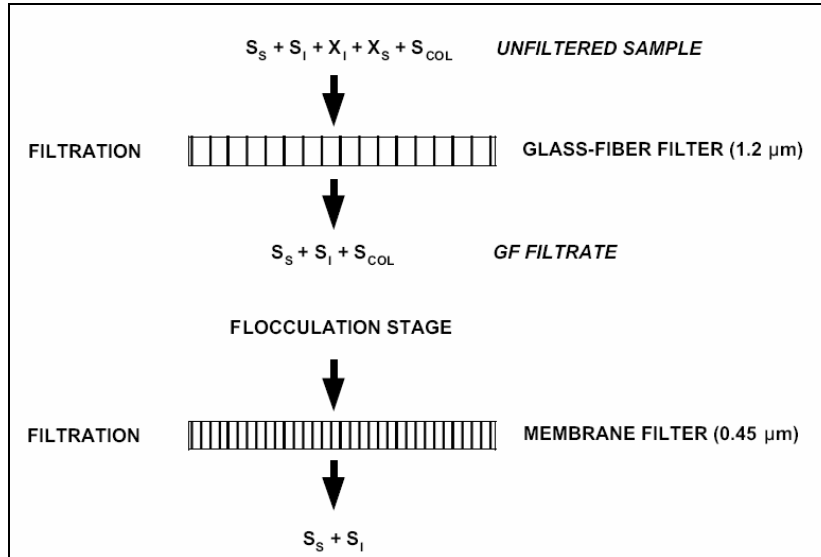 S_S + S_I + X_I + X_S + S_COL UNFILTERED SAMPLE
FILTRATION GLASS-FIBER FILTER (1.2 µm)
S_S + S_I + S_COL GF FILTRATE
FLOCCULATION STAGE
FILTRATION MEMBRANE FILTER (0.45 µm)
S_S + S_I